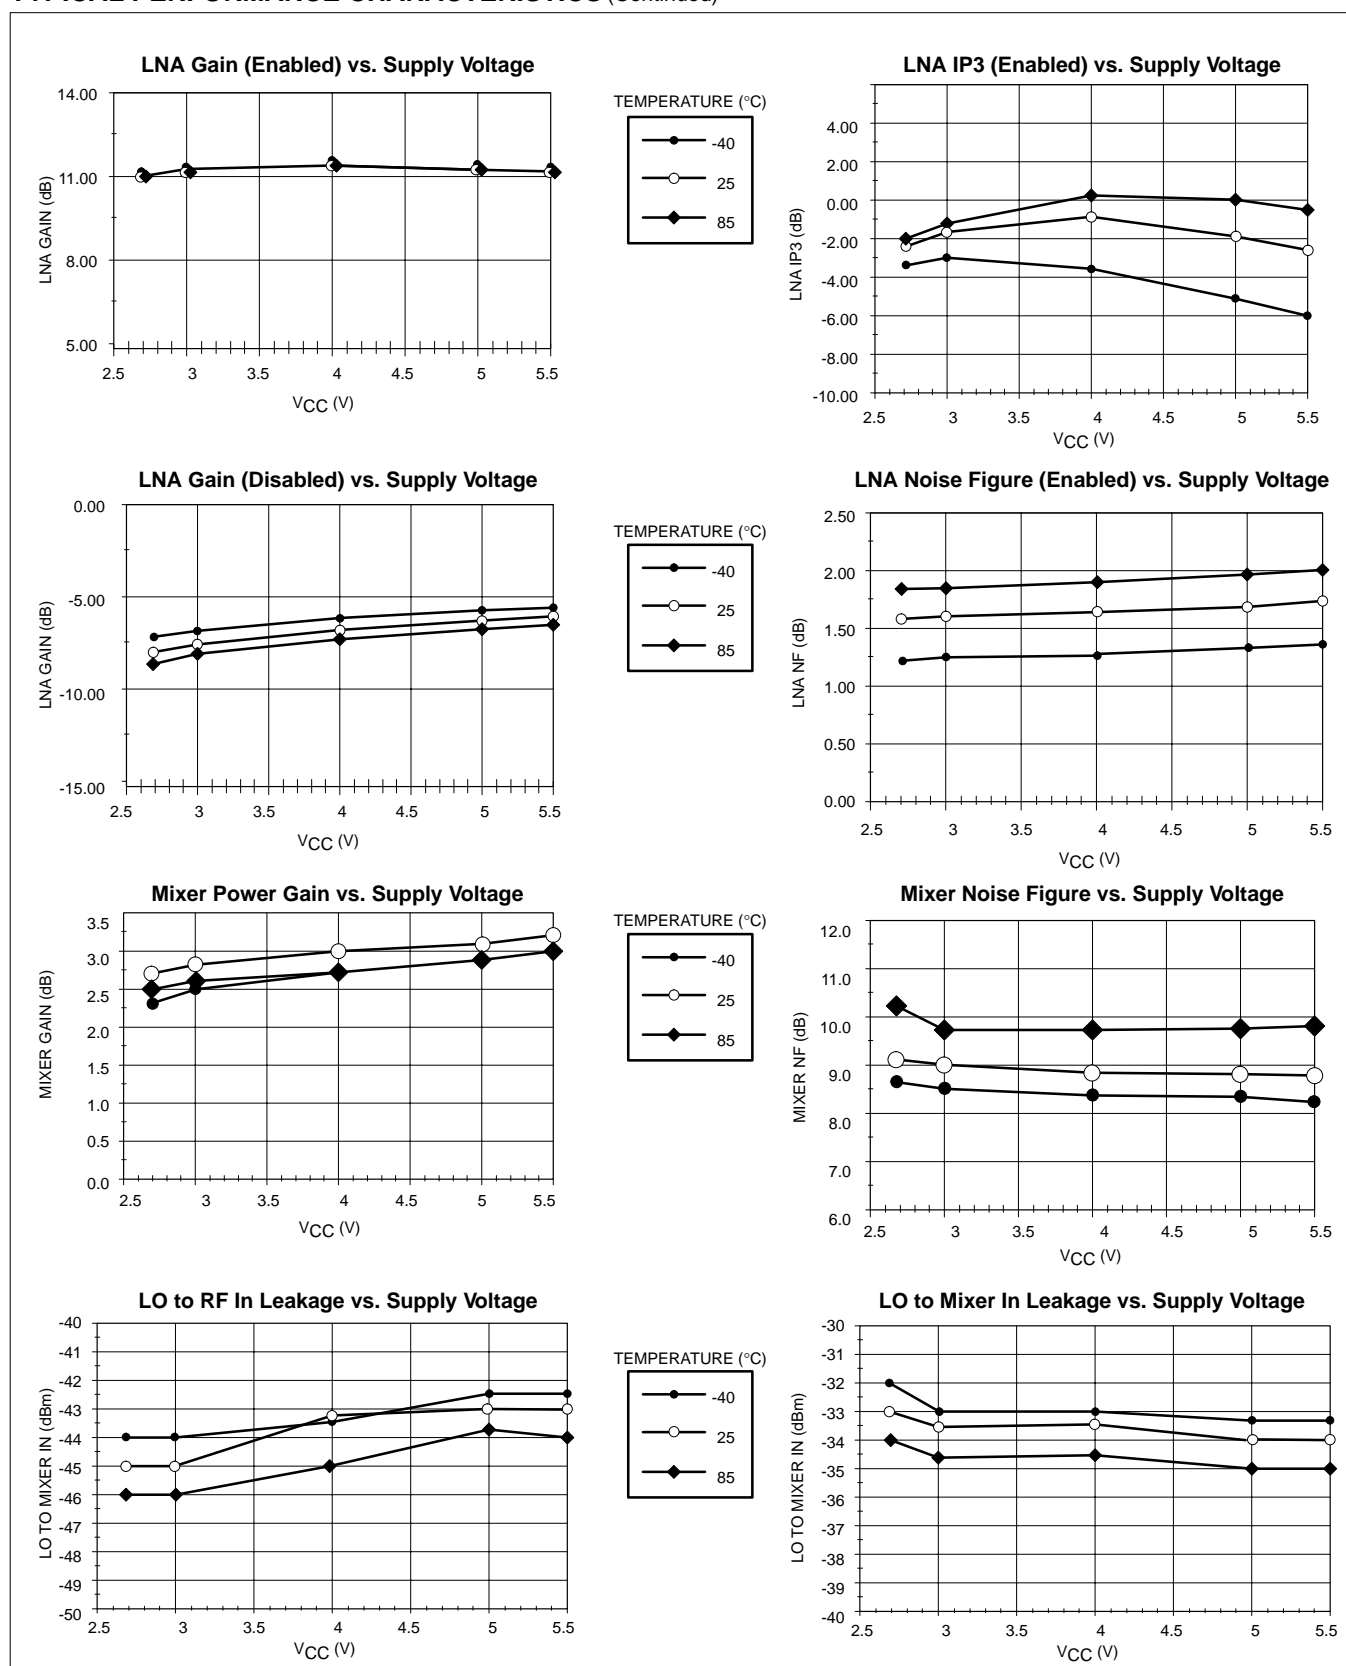 TYPICAL PERFORMANCE CHARACTERISTICS (Continued)
LNA Gain (Enabled) vs. Supply Voltage
14.00
11.00
8.00
5.00
LNA GAIN (dB)
2.5 3 3.5 4 4.5 5 5.5
VCC (V)
TEMPERATURE (°C)
-40
25
85
LNA IP3 (Enabled) vs. Supply Voltage
4.00
2.00
0.00
-2.00
-4.00
-6.00
-8.00
-10.00
LNA IP3 (dB)
2.5 3 3.5 4 4.5 5 5.5
VCC (V)
LNA Gain (Disabled) vs. Supply Voltage
0.00
-5.00
-10.00
-15.00
LNA GAIN (dB)
2.5 3 3.5 4 4.5 5 5.5
VCC (V)
TEMPERATURE (°C)
-40
25
85
LNA Noise Figure (Enabled) vs. Supply Voltage
2.50
2.00
1.50
1.00
0.50
0.00
LNA NF (dB)
2.5 3 3.5 4 4.5 5 5.5
VCC (V)
Mixer Power Gain vs. Supply Voltage
3.5
3.0
2.5
2.0
1.5
1.0
0.5
0.0
MIXER GAIN (dB)
2.5 3 3.5 4 4.5 5 5.5
VCC (V)
TEMPERATURE (°C)
-40
25
85
Mixer Noise Figure vs. Supply Voltage
12.0
11.0
10.0
9.0
8.0
7.0
6.0
MIXER NF (dB)
2.5 3 3.5 4 4.5 5 5.5
VCC (V)
LO to RF In Leakage vs. Supply Voltage
-40
-41
-42
-43
-44
-45
-46
-47
-48
-49
-50
LO TO MIXER IN (dBm)
2.5 3 3.5 4 4.5 5 5.5
VCC (V)
TEMPERATURE (°C)
-40
25
85
LO to Mixer In Leakage vs. Supply Voltage
-30
-31
-32
-33
-34
-35
-36
-37
-38
-39
-40
LO TO MIXER IN (dBm)
2.5 3 3.5 4 4.5 5 5.5
VCC (V)